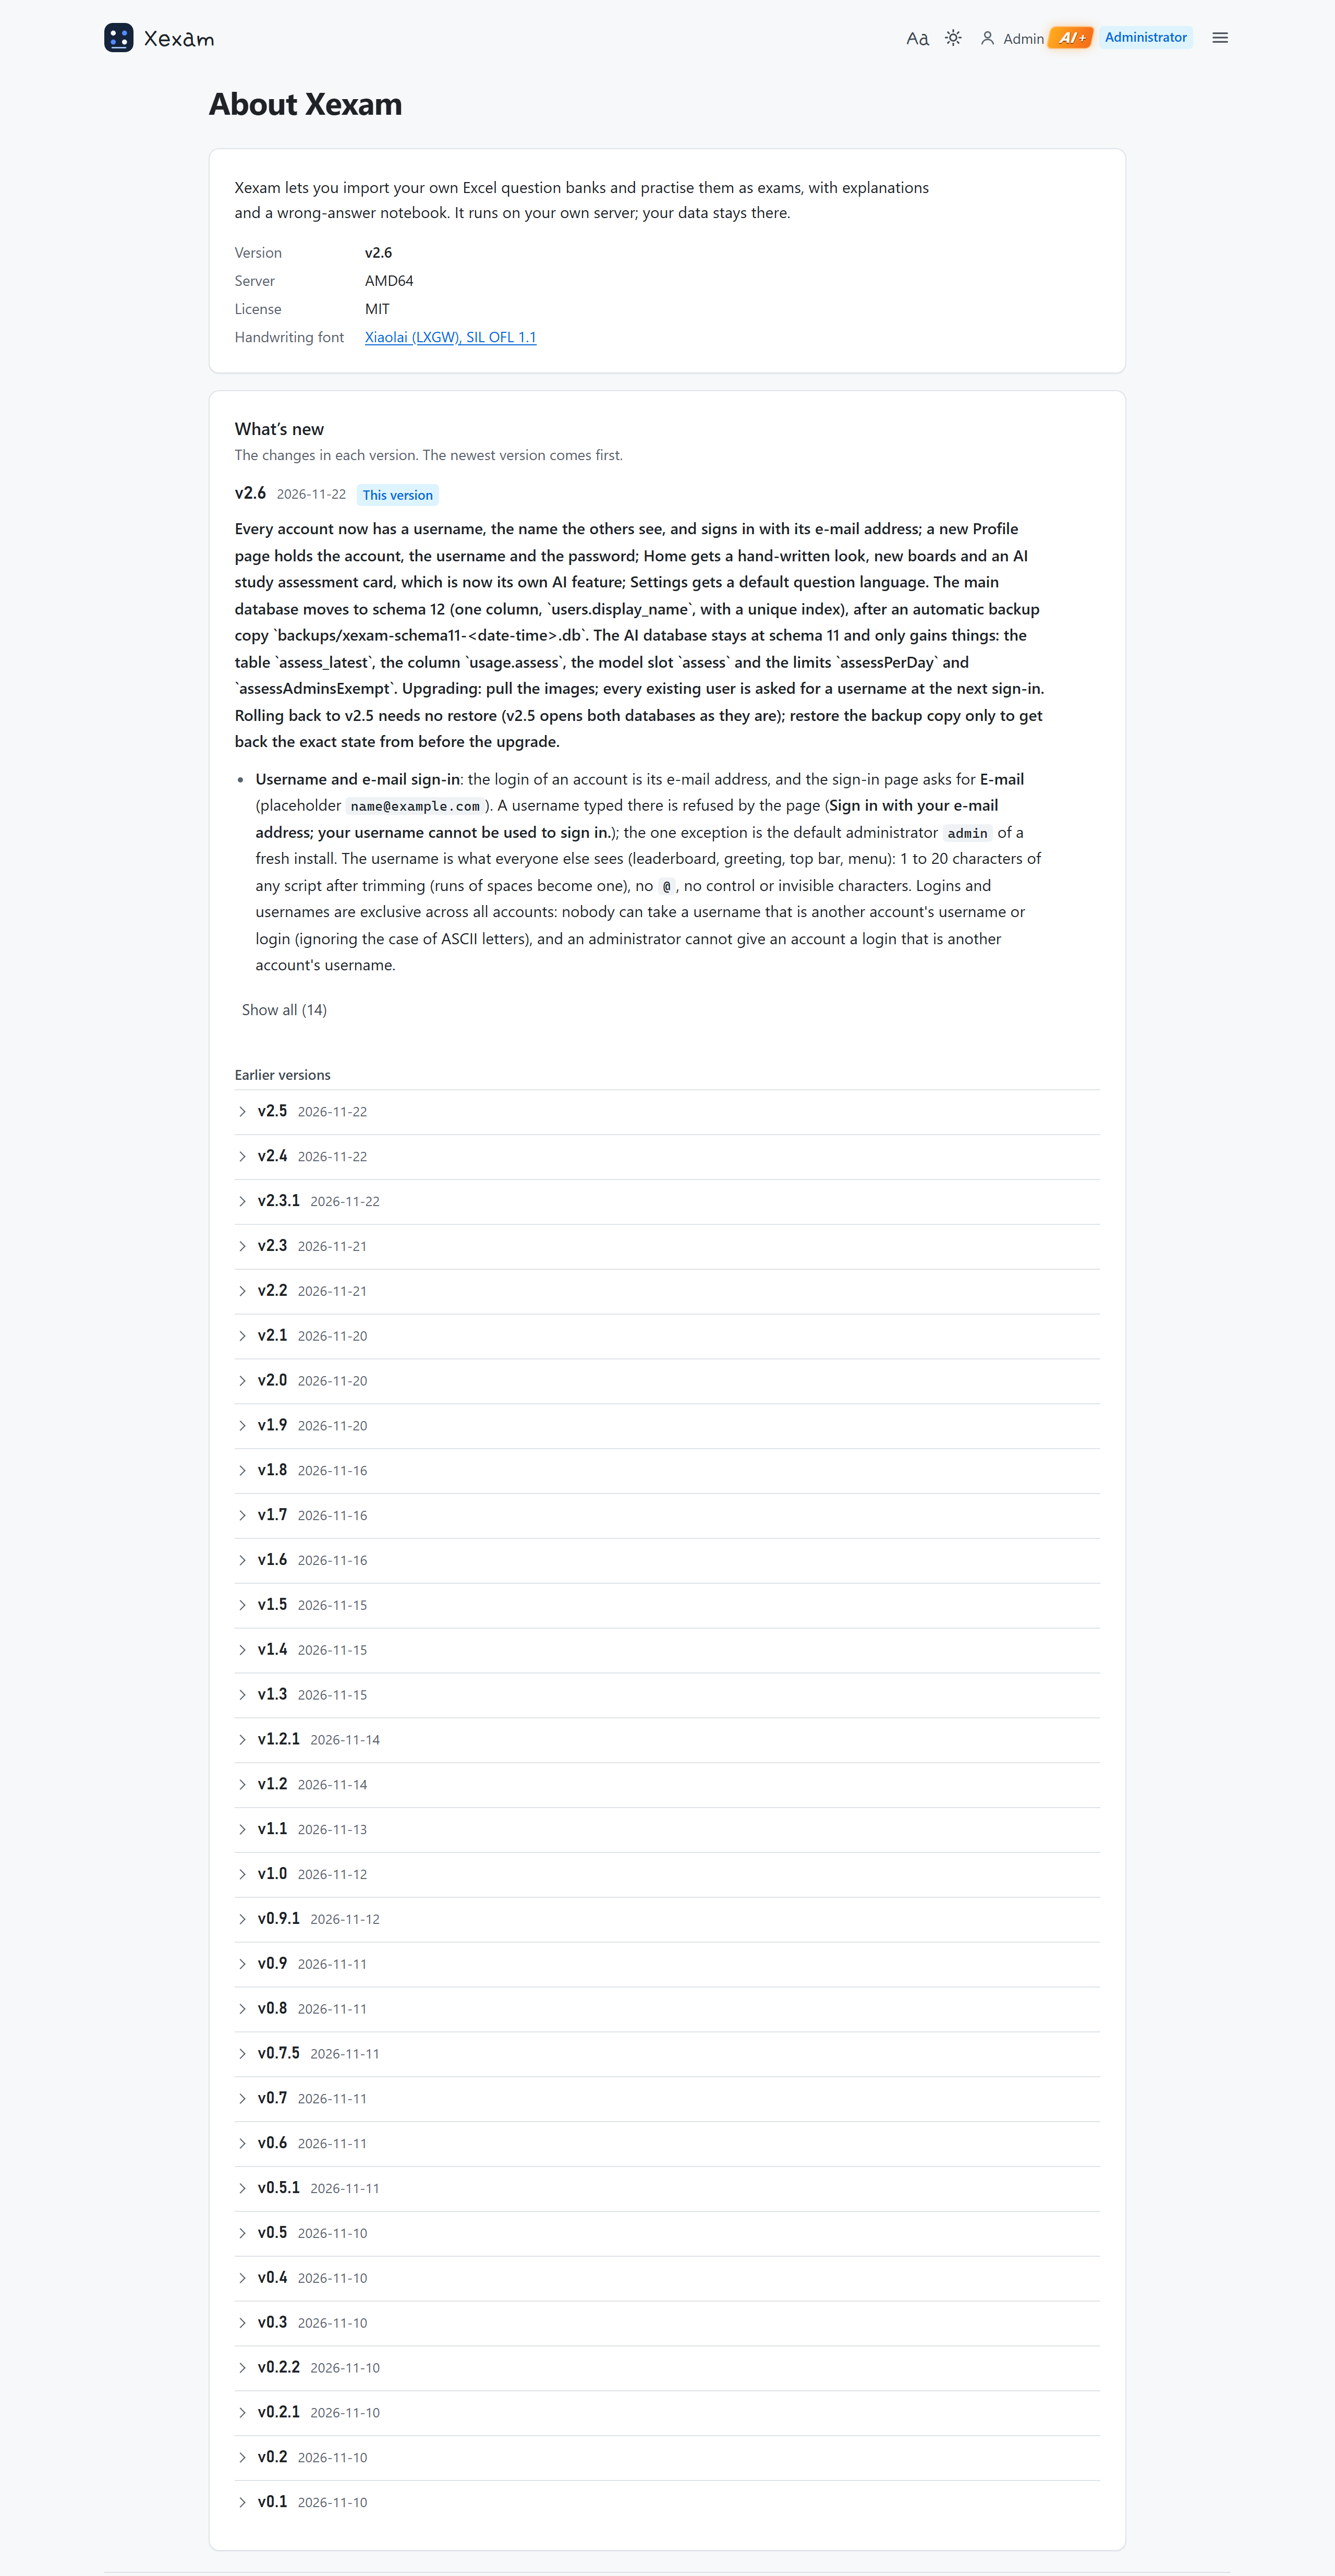 Xexam
Aa Admin AI+ Administrator
About Xexam
Xexam lets you import your own Excel question banks and practise them as exams, with explanations
and a wrong-answer notebook. It runs on your own server; your data stays there.
Version v2.6
Server AMD64
License MIT
Handwriting font Xiaolai (LXGW), SIL OFL 1.1
What's new
The changes in each version. The newest version comes first.
v2.6 2026-11-22 This version
Every account now has a username, the name the others see, and signs in with its e-mail address; a new Profile
page holds the account, the username and the password; Home gets a hand-written look, new boards and an AI
study assessment card, which is now its own AI feature; Settings gets a default question language. The main
database moves to schema 12 (one column, `users.display_name`, with a unique index), after an automatic backup
copy `backups/xexam-schema11-<date-time>.db`. The AI database stays at schema 11 and only gains things: the
table `assess_latest`, the column `usage.assess`, the model slot `assess` and the limits `assessPerDay` and
`assessAdminsExempt`. Upgrading: pull the images; every existing user is asked for a username at the next sign-in.
Rolling back to v2.5 needs no restore (v2.5 opens both databases as they are); restore the backup copy only to get
back the exact state from before the upgrade.
• Username and e-mail sign-in: the login of an account is its e-mail address, and the sign-in page asks for E-mail
(placeholder name@example.com). A username typed there is refused by the page (Sign in with your e-mail
address; your username cannot be used to sign in.); the one exception is the default administrator admin of a
fresh install. The username is what everyone else sees (leaderboard, greeting, top bar, menu): 1 to 20 characters of
any script after trimming (runs of spaces become one), no @, no control or invisible characters. Logins and
usernames are exclusive across all accounts: nobody can take a username that is another account's username or
login (ignoring the case of ASCII letters), and an administrator cannot give an account a login that is another
account's username.
Show all (14)
Earlier versions
v2.5 2026-11-22
v2.4 2026-11-22
v2.3.1 2026-11-22
v2.3 2026-11-21
v2.2 2026-11-21
v2.1 2026-11-20
v2.0 2026-11-20
v1.9 2026-11-20
v1.8 2026-11-16
v1.7 2026-11-16
v1.6 2026-11-16
v1.5 2026-11-15
v1.4 2026-11-15
v1.3 2026-11-15
v1.2.1 2026-11-14
v1.2 2026-11-14
v1.1 2026-11-13
v1.0 2026-11-12
v0.9.1 2026-11-12
v0.9 2026-11-11
v0.8 2026-11-11
v0.7.5 2026-11-11
v0.7 2026-11-11
v0.6 2026-11-11
v0.5.1 2026-11-11
v0.5 2026-11-10
v0.4 2026-11-10
v0.3 2026-11-10
v0.2.2 2026-11-10
v0.2.1 2026-11-10
v0.2 2026-11-10
v0.1 2026-11-10